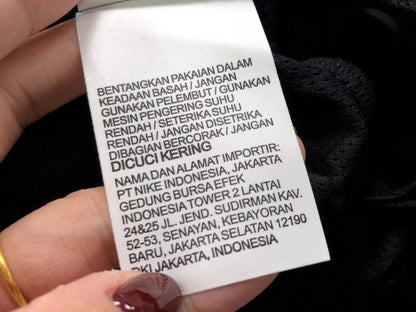 BENTANGKAN PAKAIAN DALAM
KEADAAN BASAH / JANGAN
GUNAKAN PELEMBUT / GUNAKAN
MESIN PENGERING SUHU
RENDAH / SETERIKA SUHU
RENDAH / JANGAN DISETRIKA
DIBAGIAN BERCORAK / JANGAN
DICUCI KERING
NAMA DAN ALAMAT IMPORTIR:
PT NIKE INDONESIA, JAKARTA
GEDUNG BURSA EFEK
INDONESIA TOWER 2 LANTAI
24&25 JL. JEND. SUDIRMAN KAV.
52-53, SENAYAN, KEBAYORAN
BARU, JAKARTA SELATAN 12190
DKI JAKARTA, INDONESIA